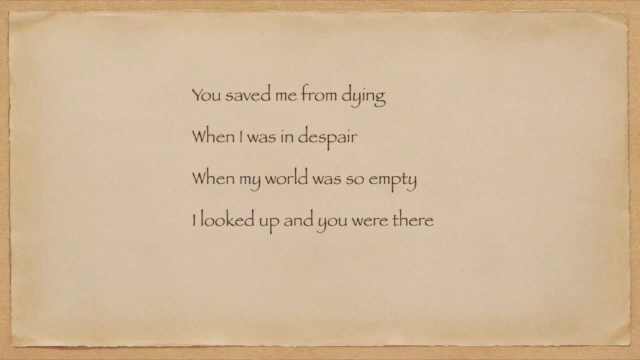 You saved me from dying
When I was in despair
When my world was so empty
I looked up and you were there